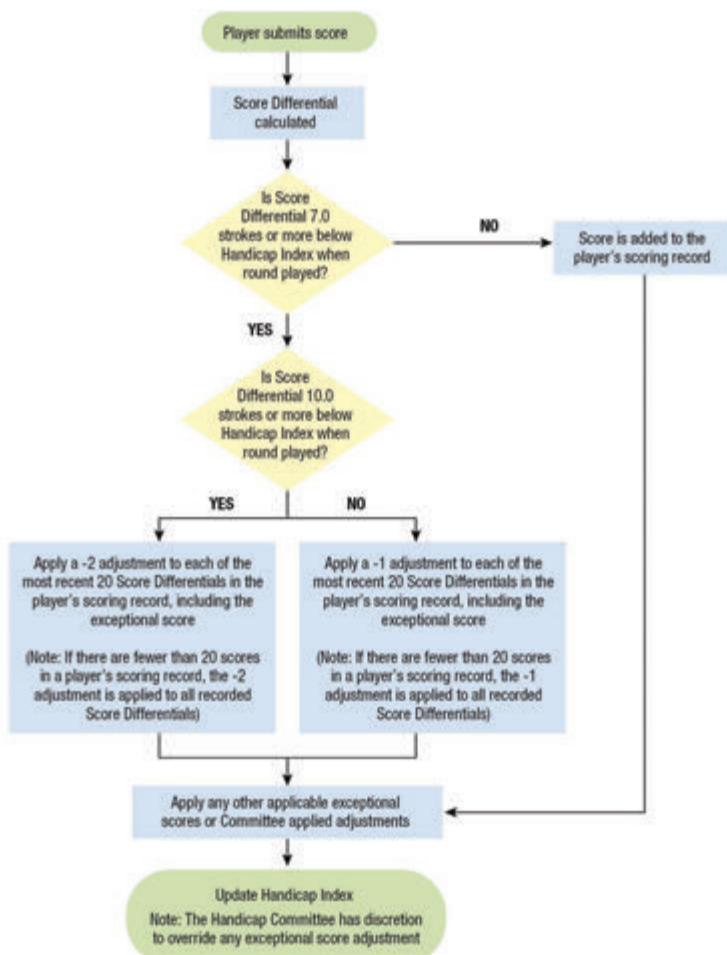 Player submits score
Score Differential
calculated
Is Score
Differential 7.0
strokes or more below
Handicap Index when
round played?
NO
Score is added to the
player's scoring record
YES
Is Score
Differential 10.0
strokes or more below
Handicap Index when
round played?
YES
NO
Apply a -2 adjustment to each of the
most recent 20 Score Differentials in the
player's scoring record, including the
exceptional score
(Note: If there are fewer than 20 scores
in a player's scoring record, the -2
adjustment is applied to all recorded
Score Differentials)
Apply a -1 adjustment to each of the
most recent 20 Score Differentials in the
player's scoring record, including the
exceptional score
(Note: If there are fewer than 20 scores
in a player's scoring record, the -1
adjustment is applied to all recorded
Score Differentials)
Apply any other applicable exceptional
scores or Committee applied adjustments
Update Handicap Index
Note: The Handicap Committee has discretion
to override any exceptional score adjustment